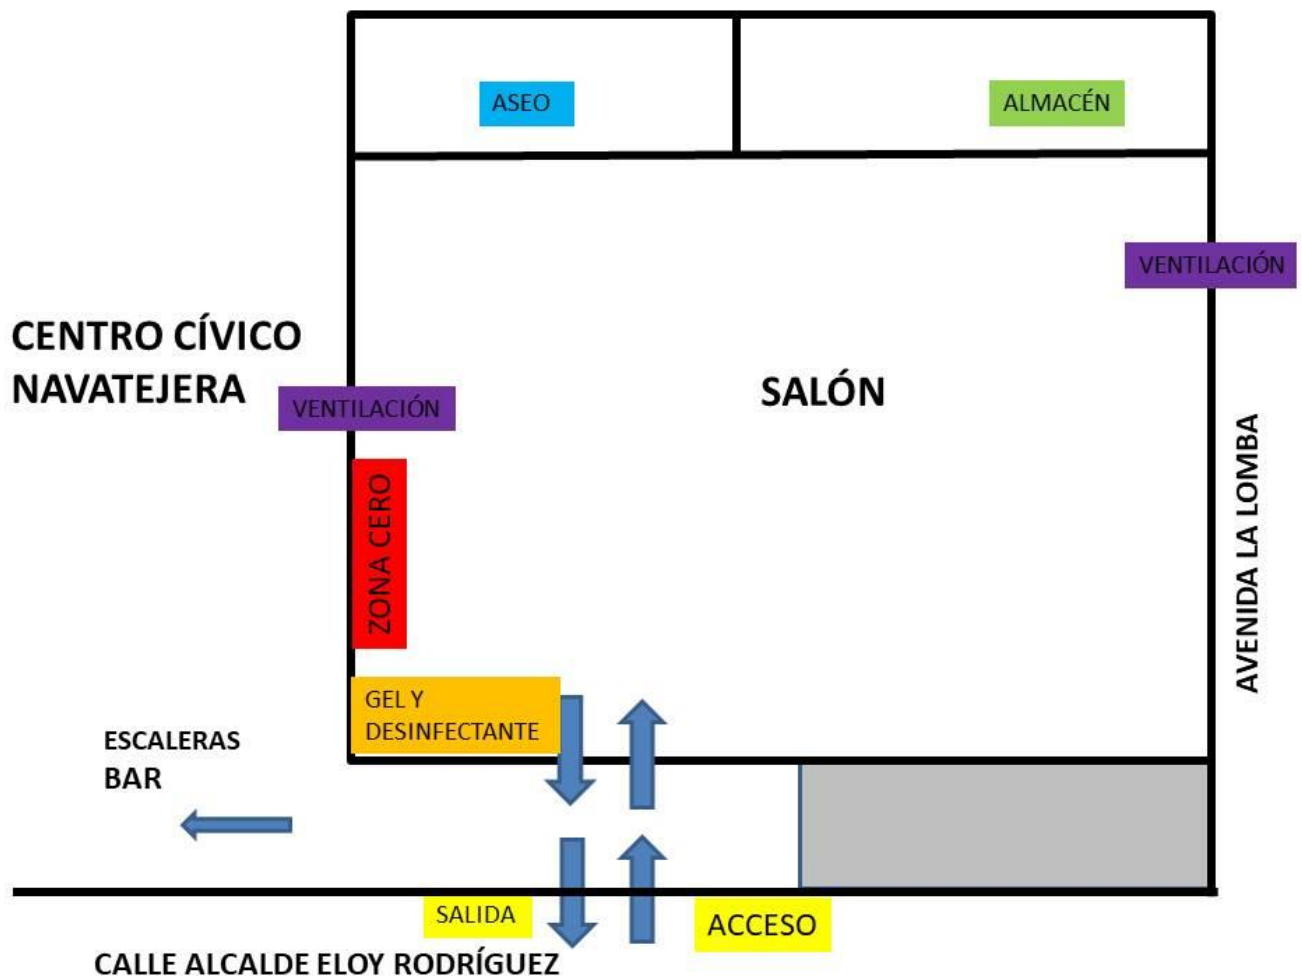 ASEO
ALMACÉN
VENTILACIÓN
CENTRO CÍVICO
NAVATEJERA
SALÓN
VENTILACIÓN
AVENIDA LA LOMBA
ZONA CERO
GEL Y
DESINFECTANTE
ESCALERAS
BAR
SALIDA
ACCESO
CALLE ALCALDE ELOY RODRÍGUEZ